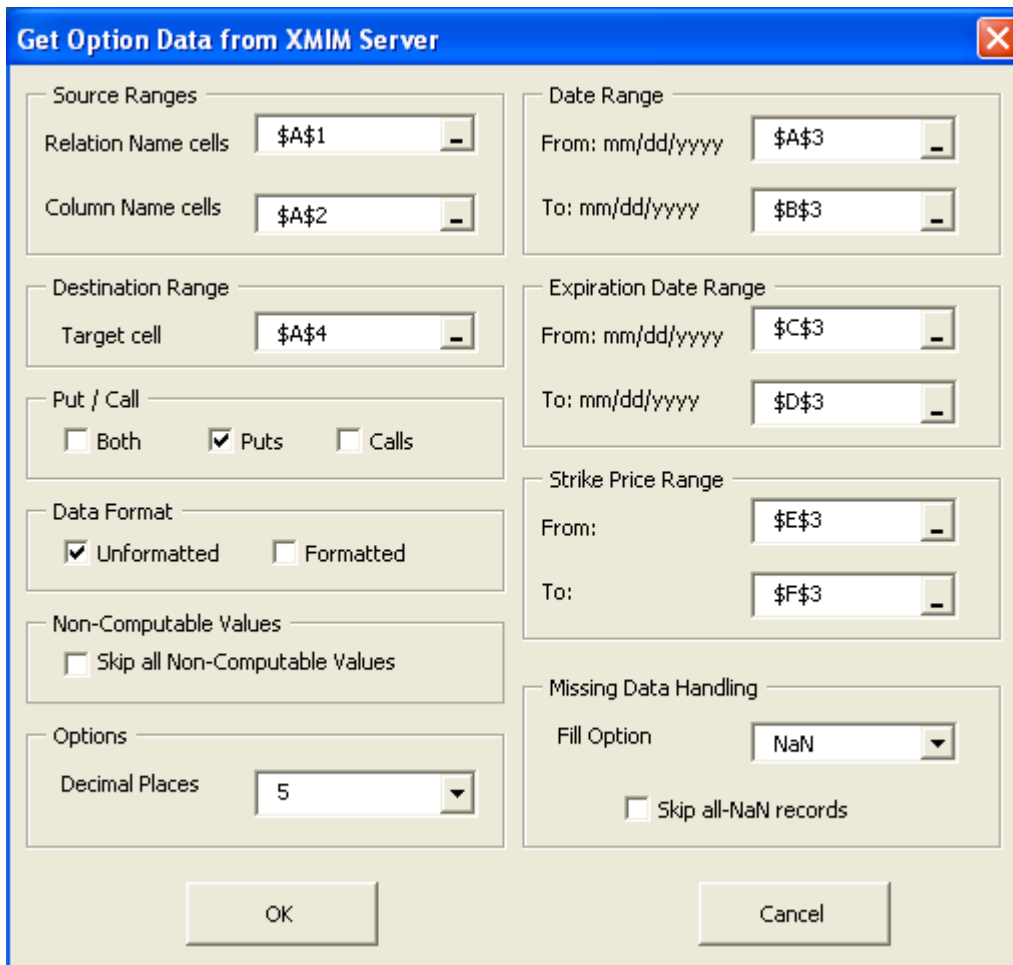 Get Option Data from XMIM Server
Source Ranges
Relation Name cells $A$1
Column Name cells $A$2
Destination Range
Target cell $A$4
Put / Call
Both Puts Calls
Data Format
Unformatted Formatted
Non-Computable Values
Skip all Non-Computable Values
Options
Decimal Places 5
Date Range
From: mm/dd/yyyy $A$3
To: mm/dd/yyyy $B$3
Expiration Date Range
From: mm/dd/yyyy $C$3
To: mm/dd/yyyy $D$3
Strike Price Range
From: $E$3
To: $F$3
Missing Data Handling
Fill Option NaN
Skip all-NaN records
OK Cancel